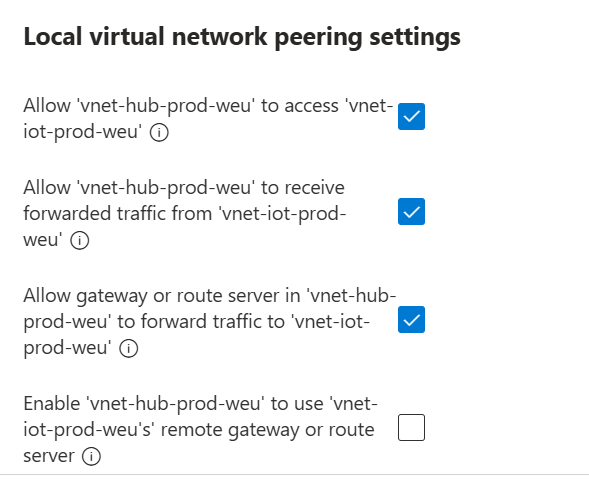 Local virtual network peering settings
Allow 'vnet-hub-prod-weu' to access 'vnet-
iot-prod-weu'
Allow 'vnet-hub-prod-weu' to receive
forwarded traffic from 'vnet-iot-prod-
weu'
Allow gateway or route server in 'vnet-hub-
prod-weu' to forward traffic to 'vnet-iot-
prod-weu'
Enable 'vnet-hub-prod-weu' to use 'vnet-
iot-prod-weu's' remote gateway or route
server